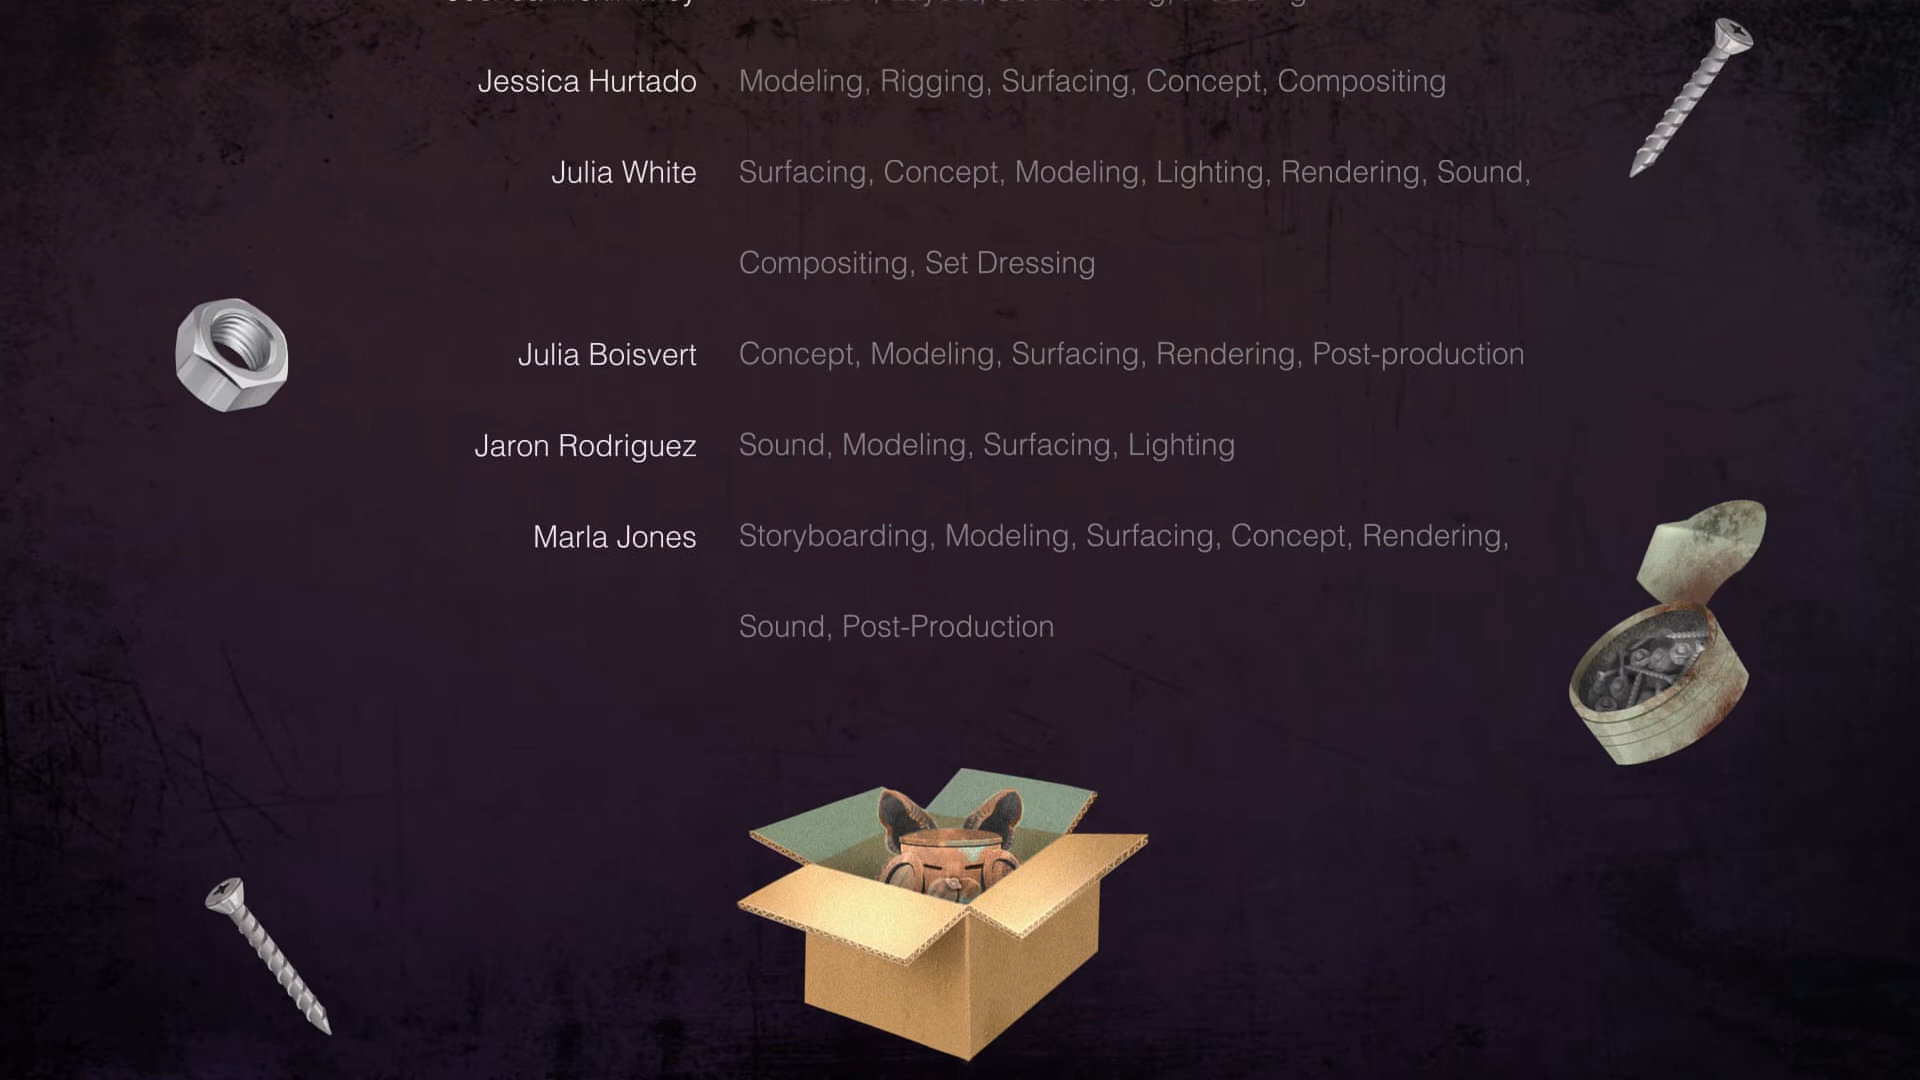 Jessica Hurtado Modeling, Rigging, Surfacing, Concept, Compositing
Julia White Surfacing, Concept, Modeling, Lighting, Rendering, Sound,
Compositing, Set Dressing
Julia Boisvert Concept, Modeling, Surfacing, Rendering, Post-production
Jaron Rodriguez Sound, Modeling, Surfacing, Lighting
Marla Jones Storyboarding, Modeling, Surfacing, Concept, Rendering,
Sound, Post-Production